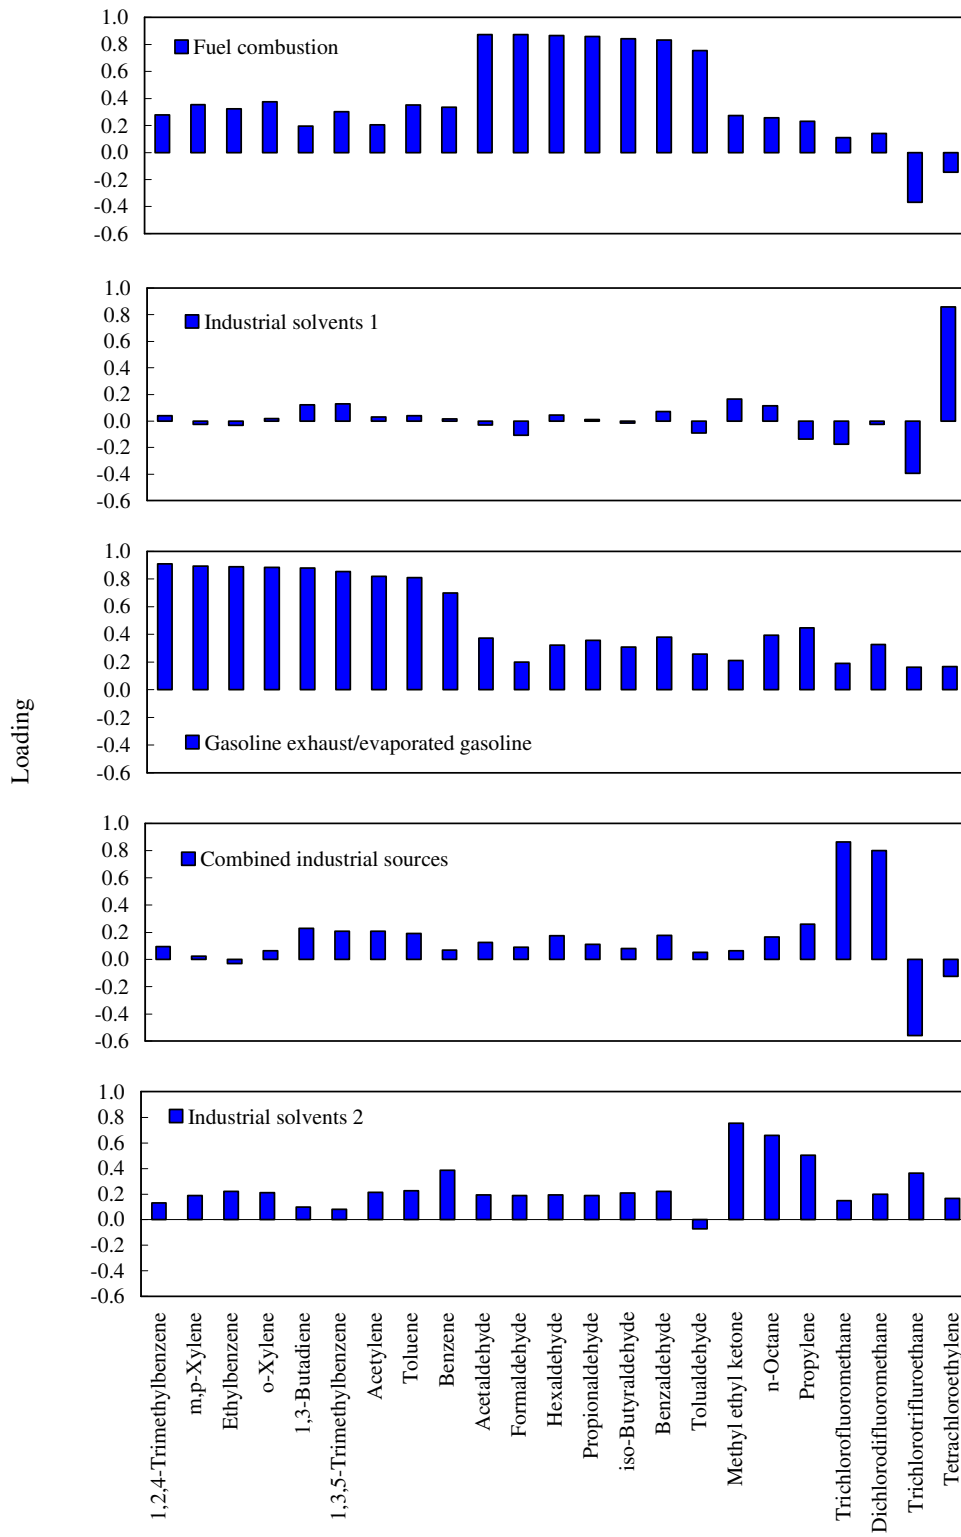 1.0
0.8
0.6
0.4
0.2
0.0
-0.2
-0.4
-0.6
Fuel combustion
1.0
0.8
0.6
0.4
0.2
0.0
-0.2
-0.4
-0.6
Industrial solvents 1
Loading
1.0
0.8
0.6
0.4
0.2
0.0
-0.2
-0.4
-0.6
Gasoline exhaust/evaporated gasoline
1.0
0.8
0.6
0.4
0.2
0.0
-0.2
-0.4
-0.6
Combined industrial sources
1.0
0.8
0.6
0.4
0.2
0.0
-0.2
-0.4
-0.6
Industrial solvents 2
1,2,4-Trimethylbenzene
m,p-Xylene
Ethylbenzene
o-Xylene
1,3-Butadiene
1,3,5-Trimethylbenzene
Acetylene
Toluene
Benzene
Acetaldehyde
Formaldehyde
Hexaldehyde
Propionaldehyde
iso-Butyraldehyde
Benzaldehyde
Tolualdehyde
Methyl ethyl ketone
n-Octane
Propylene
Trichlorofluoromethane
Dichlorodifluoromethane
Trichlorotrifluroethane
Tetrachloroethylene